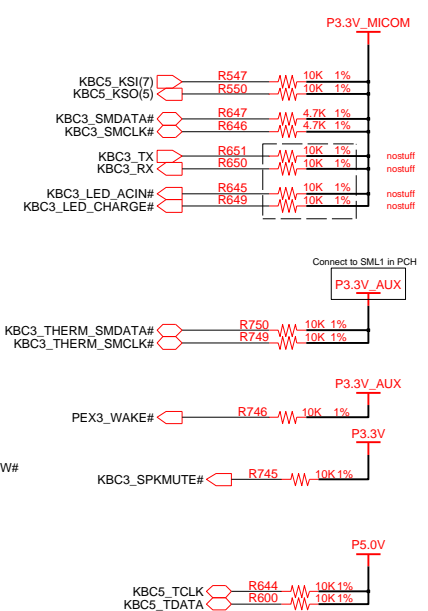 P3.3V_MICOM
KBC5_KSI(7) R547 10K 1%
KBC5_KSO(5) R550 10K 1%
KBC3_SMDATA# R647 4.7K 1%
KBC3_SMCLK# R646 4.7K 1%
KBC3_TX R651 10K 1% nostuff
KBC3_RX R650 10K 1% nostuff
KBC3_LED_ACIN# R645 10K 1% nostuff
KBC3_LED_CHARGE# R649 10K 1% nostuff
Connect to SML1 in PCH
P3.3V_AUX
KBC3_THERM_SMDATA# R750 10K 1%
KBC3_THERM_SMCLK# R749 10K 1%
P3.3V_AUX
PEX3_WAKE# R746 10K 1%
P3.3V
W#
KBC3_SPKMUTE# R745 10K 1%
P5.0V
KBC5_TCLK R644 10K 1%
KBC5_TDATA R600 10K 1%